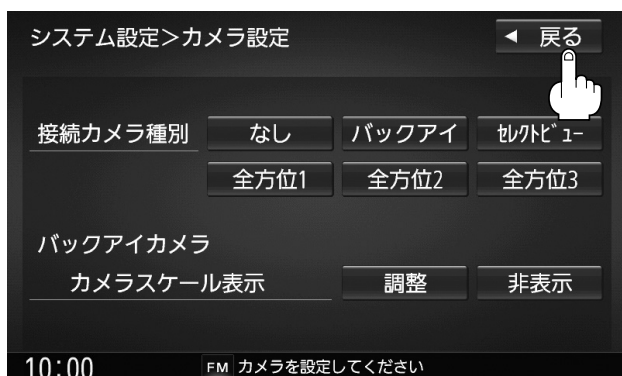 システム設定＞カメラ設定 ◀ 戻る
接続カメラ種別 なし バックアイ ｾﾚｸﾄﾋﾞｭｰ
全方位1 全方位2 全方位3
バックアイカメラ
カメラスケール表示 調整 非表示
10:00 FM カメラを設定してください